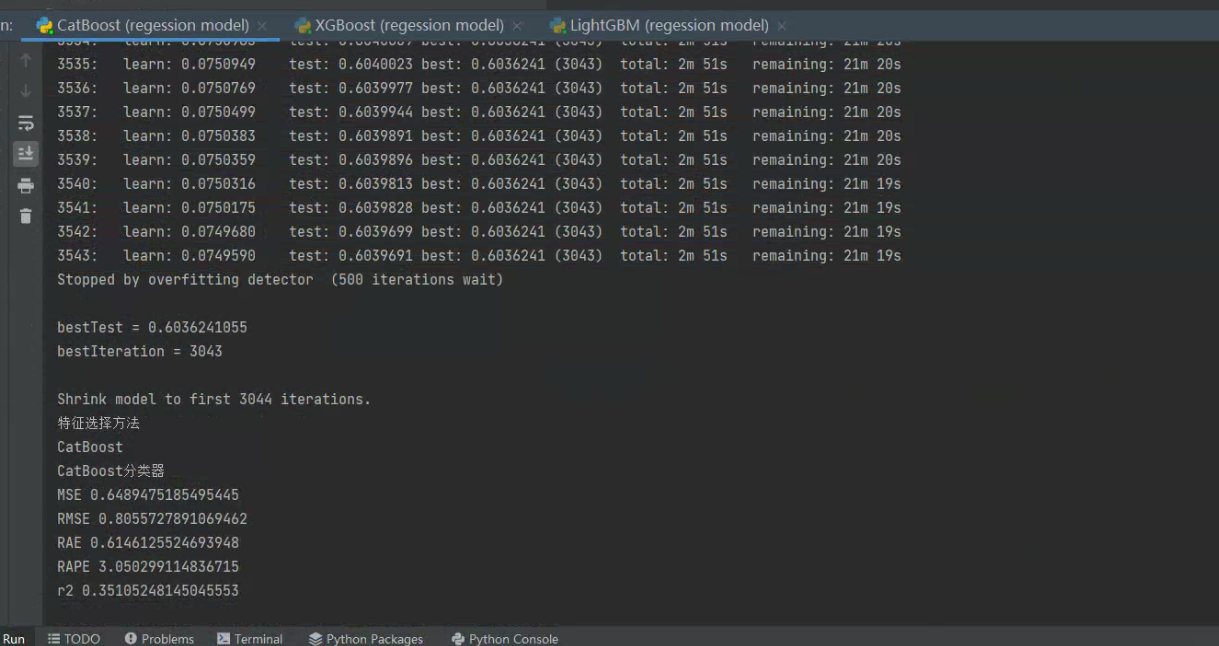 n: CatBoost (regession model) XGBoost (regession model) LightGBM (regession model)
3535: learn: 0.0750949 test: 0.6040023 best: 0.6036241 (3043) total: 2m 51s remaining: 21m 20s
3536: learn: 0.0750769 test: 0.6039977 best: 0.6036241 (3043) total: 2m 51s remaining: 21m 20s
3537: learn: 0.0750499 test: 0.6039944 best: 0.6036241 (3043) total: 2m 51s remaining: 21m 20s
3538: learn: 0.0750383 test: 0.6039891 best: 0.6036241 (3043) total: 2m 51s remaining: 21m 20s
3539: learn: 0.0750359 test: 0.6039896 best: 0.6036241 (3043) total: 2m 51s remaining: 21m 20s
3540: learn: 0.0750316 test: 0.6039813 best: 0.6036241 (3043) total: 2m 51s remaining: 21m 19s
3541: learn: 0.0750175 test: 0.6039828 best: 0.6036241 (3043) total: 2m 51s remaining: 21m 19s
3542: learn: 0.0749680 test: 0.6039699 best: 0.6036241 (3043) total: 2m 51s remaining: 21m 19s
3543: learn: 0.0749590 test: 0.6039691 best: 0.6036241 (3043) total: 2m 51s remaining: 21m 19s
Stopped by overfitting detector (500 iterations wait)
bestTest = 0.6036241055
bestIteration = 3043
Shrink model to first 3044 iterations.
特征选择方法
CatBoost
CatBoost分类器
MSE 0.6489475185495445
RMSE 0.8055727891069462
RAE 0.6146125524693948
RAPE 3.050299114836715
r2 0.35105248145045553
Run TODO Problems Terminal Python Packages Python Console